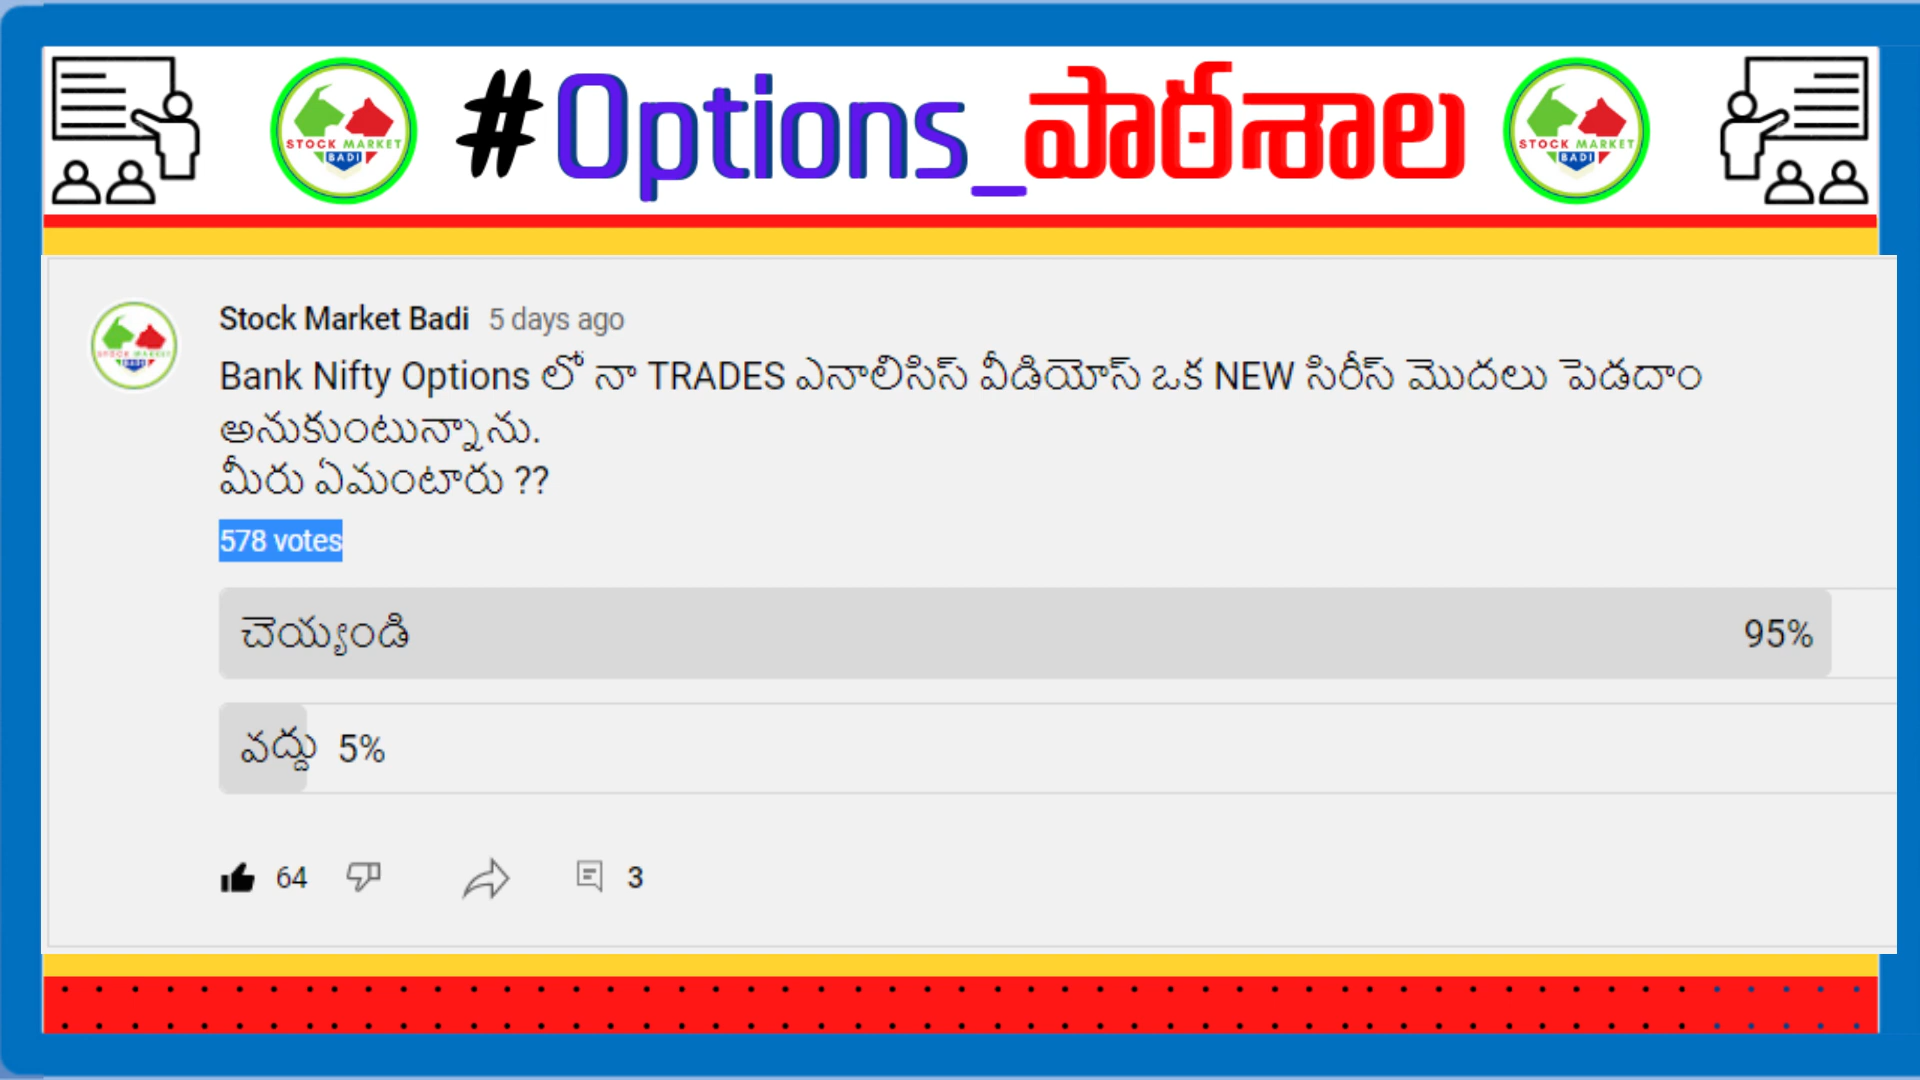 #Options_పాఠశాల
STOCK MARKET
BADI
STOCK MARKET
BADI
Stock Market Badi 5 days ago
Bank Nifty Options లో నా TRADES ఎనాలిసిస్ వీడియోస్ ఒక NEW సిరీస్ మొదలు పెడదాం
అనుకుంటున్నాను.
మీరు ఏమంటారు ??
578 votes
చెయ్యండి 95%
వద్దు 5%
64 3